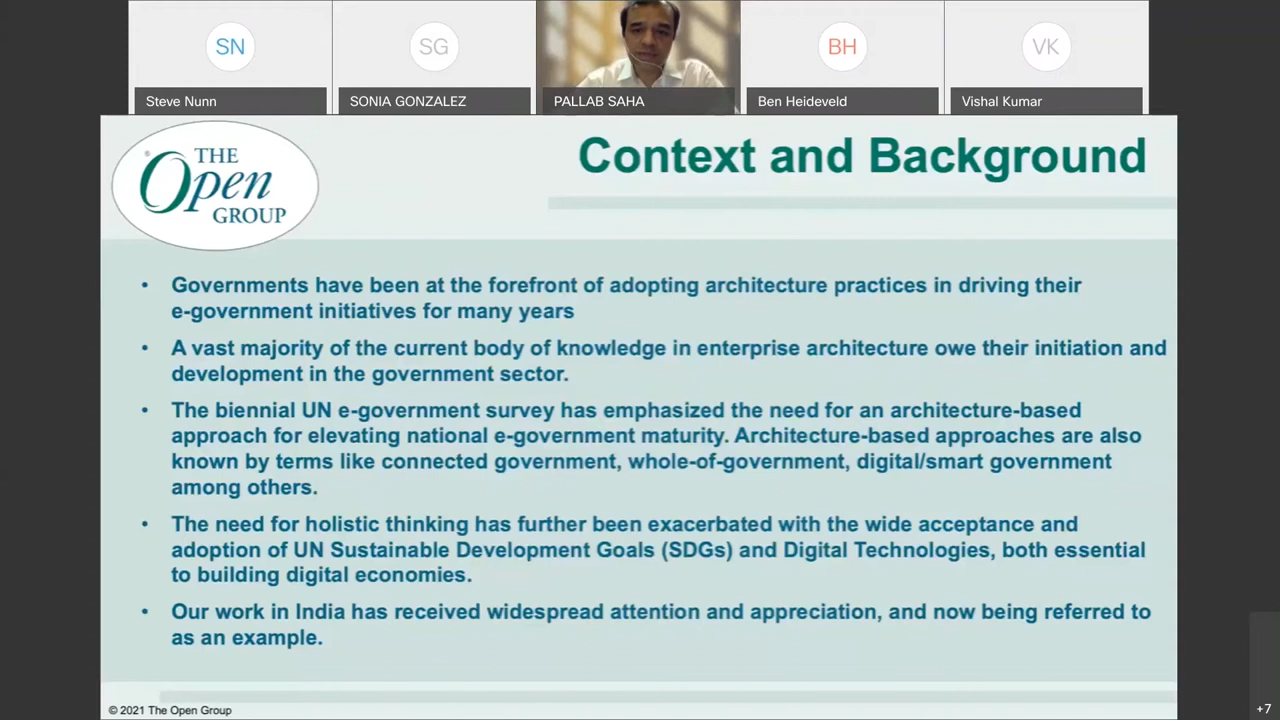 SN
SG
BH
VK
Steve Nunn
SONIA GONZALEZ
PALLAB SAHA
Ben Heideveld
Vishal Kumar
THE
Open
GROUP
®
Context and Background
• Governments have been at the forefront of adopting architecture practices in driving their
e-government initiatives for many years
• A vast majority of the current body of knowledge in enterprise architecture owe their initiation and
development in the government sector.
• The biennial UN e-government survey has emphasized the need for an architecture-based
approach for elevating national e-government maturity. Architecture-based approaches are also
known by terms like connected government, whole-of-government, digital/smart government
among others.
• The need for holistic thinking has further been exacerbated with the wide acceptance and
adoption of UN Sustainable Development Goals (SDGs) and Digital Technologies, both essential
to building digital economies.
• Our work in India has received widespread attention and appreciation, and now being referred to
as an example.
© 2021 The Open Group
+7